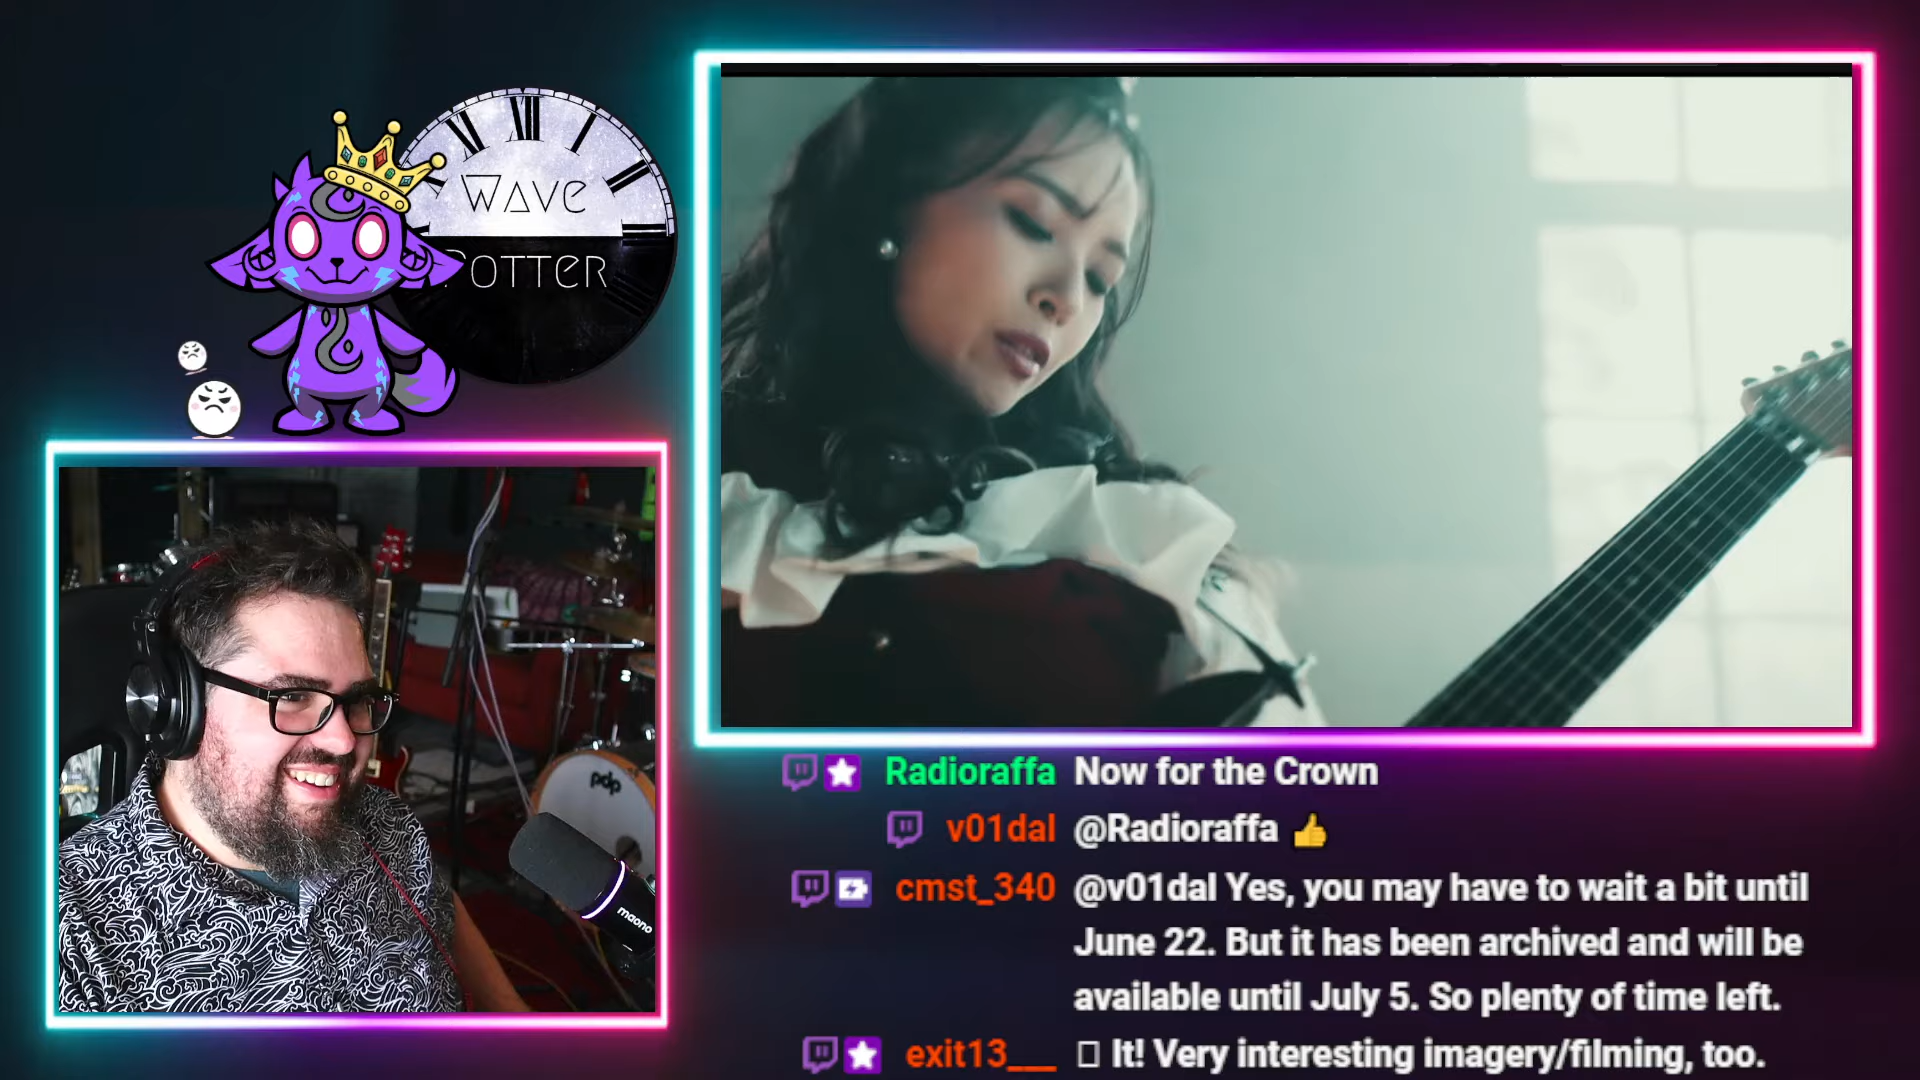 WAVE
POTTER
pdp
maono
Radioraffa Now for the Crown
v01dal @Radioraffa 👍
cmst_340 @v01dal Yes, you may have to wait a bit until
June 22. But it has been archived and will be
available until July 5. So plenty of time left.
exit13___ It! Very interesting imagery/filming, too.